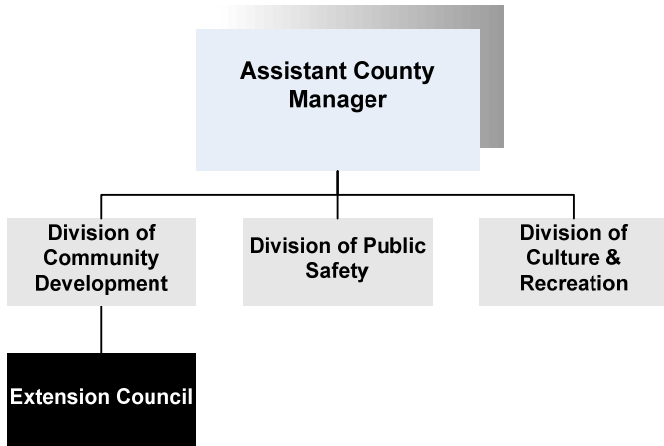 Assistant County
Manager
Division of
Community
Development
Division of Public
Safety
Division of
Culture &
Recreation
Extension Council